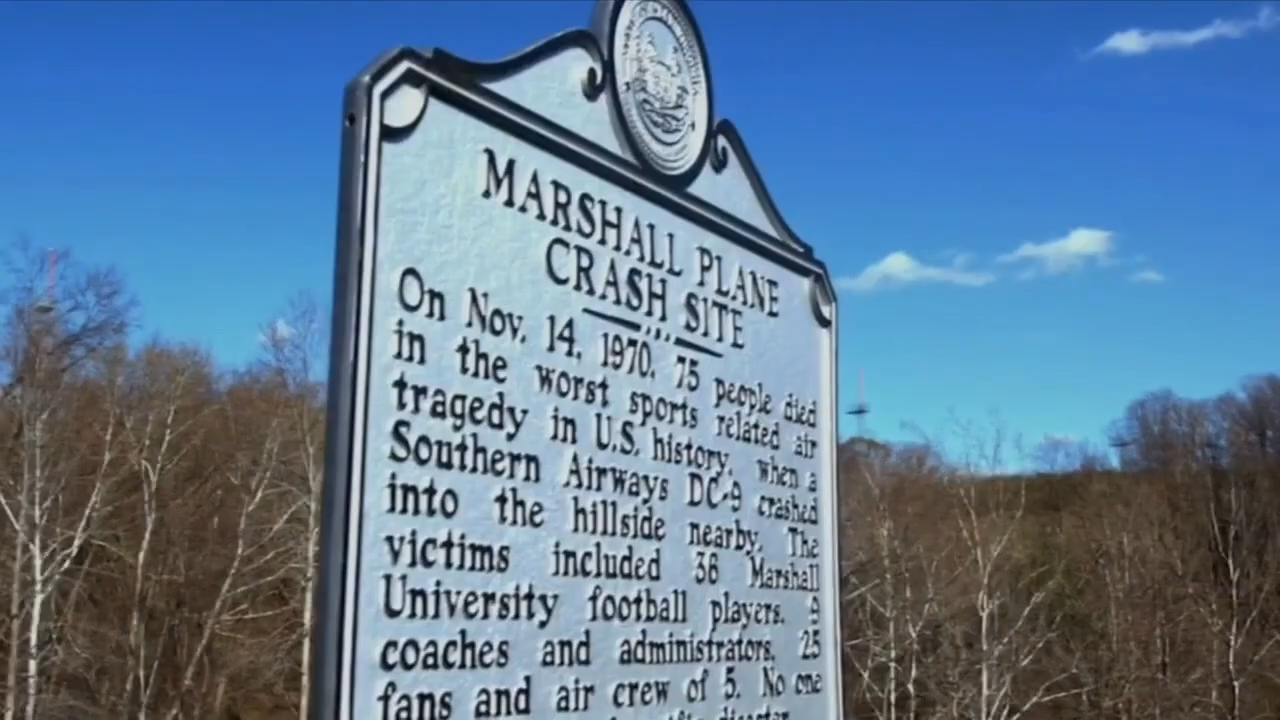 MARSHALL PLANE
CRASH SITE
On Nov. 14, 1970, 75 people died
in the worst sports related air
tragedy in U.S. history, when a
Southern Airways DC-9 crashed
into the hillside nearby. The
victims included 36 Marshall
University football players, 9
coaches and administrators, 25
fans and air crew of 5. No one
disaster.